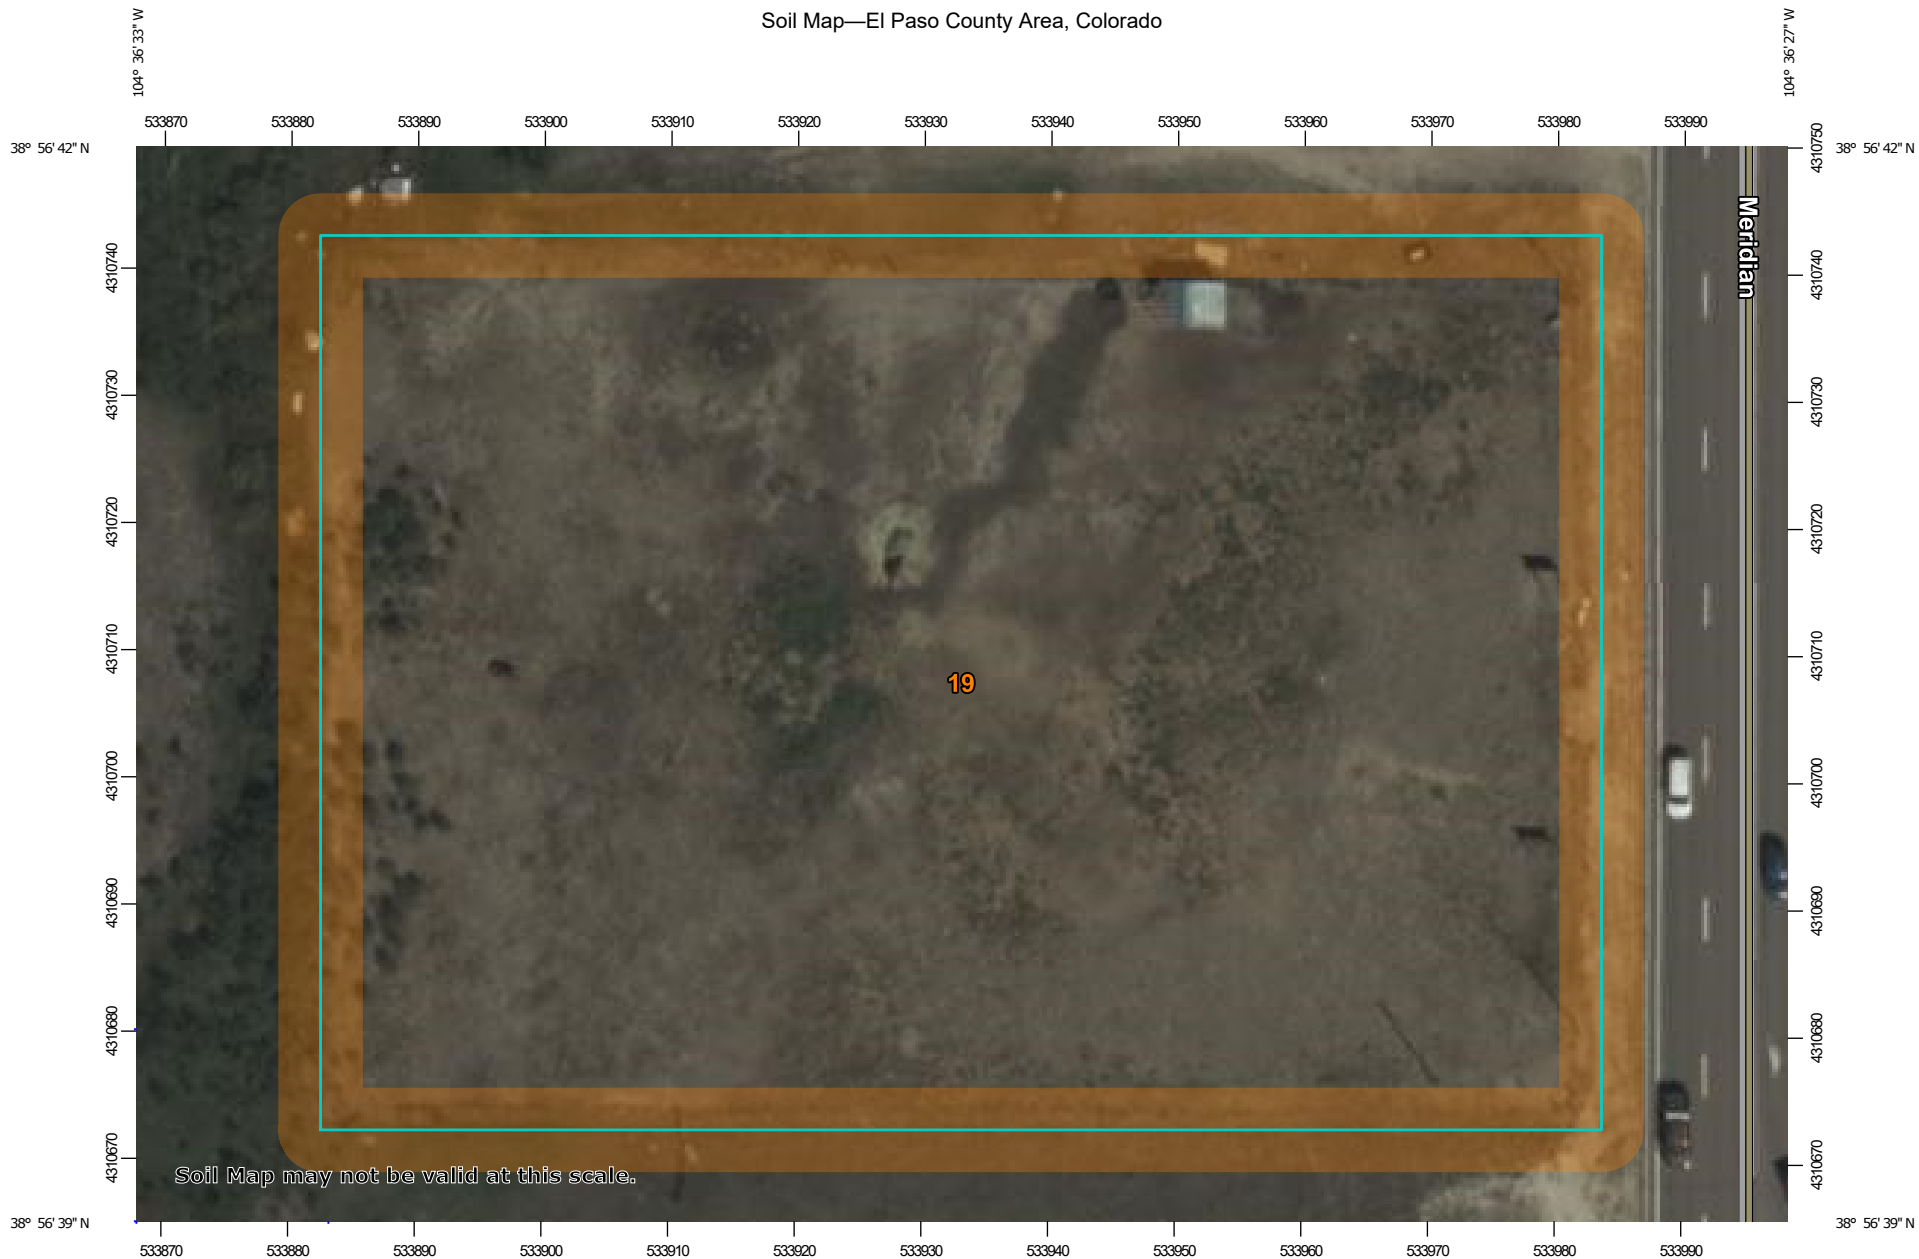 Soil Map—El Paso County Area, Colorado
104° 36' 33" W
104° 36' 27" W
533870 533880 533890 533900 533910 533920 533930 533940 533950 533960 533970 533980 533990
38° 56' 42" N
38° 56' 42" N
4310750
4310740
4310740
4310730
4310730
4310720
4310720
4310710
4310710
4310700
4310700
4310690
4310690
4310680
4310680
4310670
4310670
Meridian
19
Soil Map may not be valid at this scale.
38° 56' 39" N
38° 56' 39" N
533870 533880 533890 533900 533910 533920 533930 533940 533950 533960 533970 533980 533990